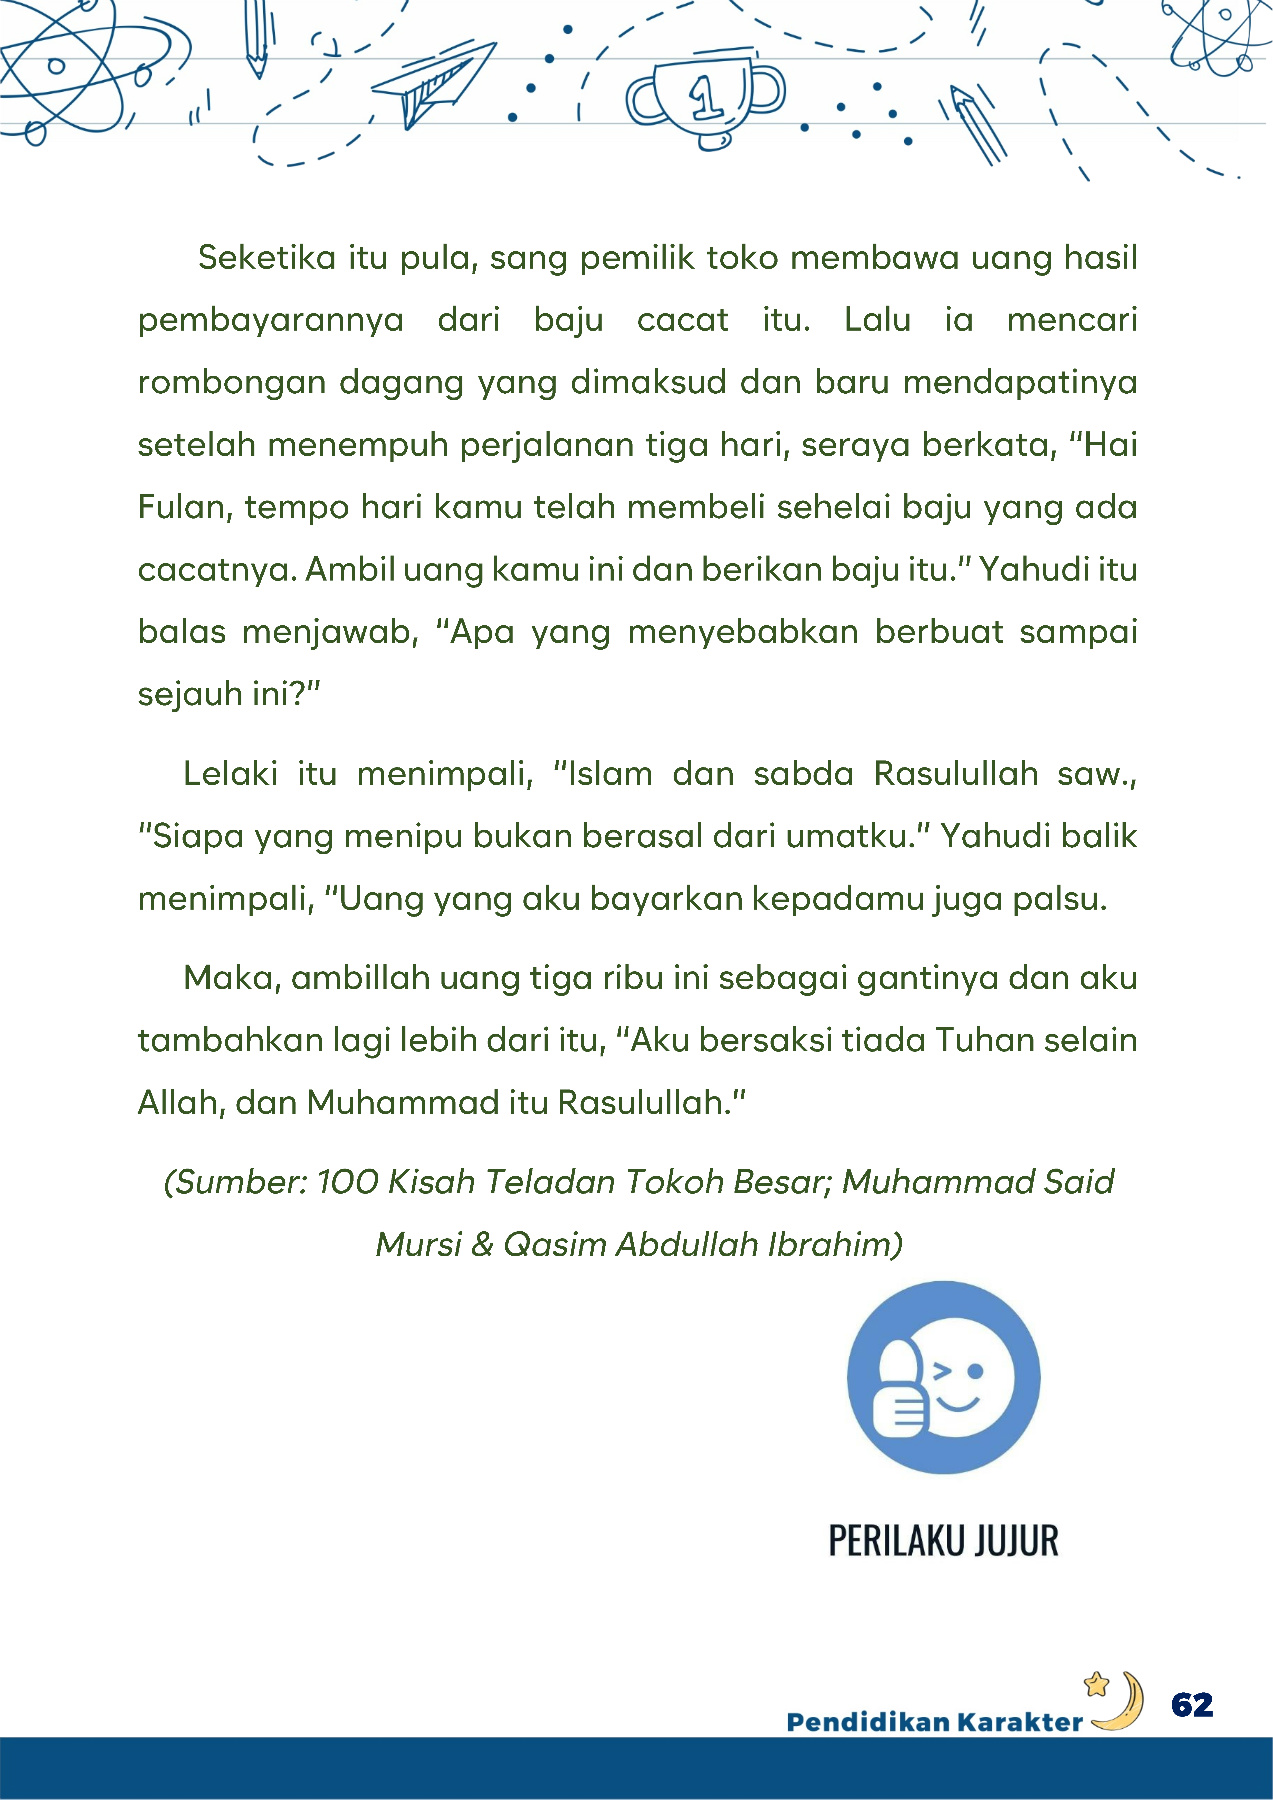 1
Seketika itu pula, sang pemilik toko membawa uang hasil
pembayarannya dari baju cacat itu. Lalu ia mencari
rombongan dagang yang dimaksud dan baru mendapatinya
setelah menempuh perjalanan tiga hari, seraya berkata, “Hai
Fulan, tempo hari kamu telah membeli sehelai baju yang ada
cacatnya. Ambil uang kamu ini dan berikan baju itu.” Yahudi itu
balas menjawab, “Apa yang menyebabkan berbuat sampai
sejauh ini?”
Lelaki itu menimpali, “Islam dan sabda Rasulullah saw.,
“Siapa yang menipu bukan berasal dari umatku.” Yahudi balik
menimpali, “Uang yang aku bayarkan kepadamu juga palsu.
Maka, ambillah uang tiga ribu ini sebagai gantinya dan aku
tambahkan lagi lebih dari itu, “Aku bersaksi tiada Tuhan selain
Allah, dan Muhammad itu Rasulullah.”
(Sumber: 100 Kisah Teladan Tokoh Besar; Muhammad Said
Mursi & Qasim Abdullah Ibrahim)
PERILAKU JUJUR
Pendidikan Karakter
62